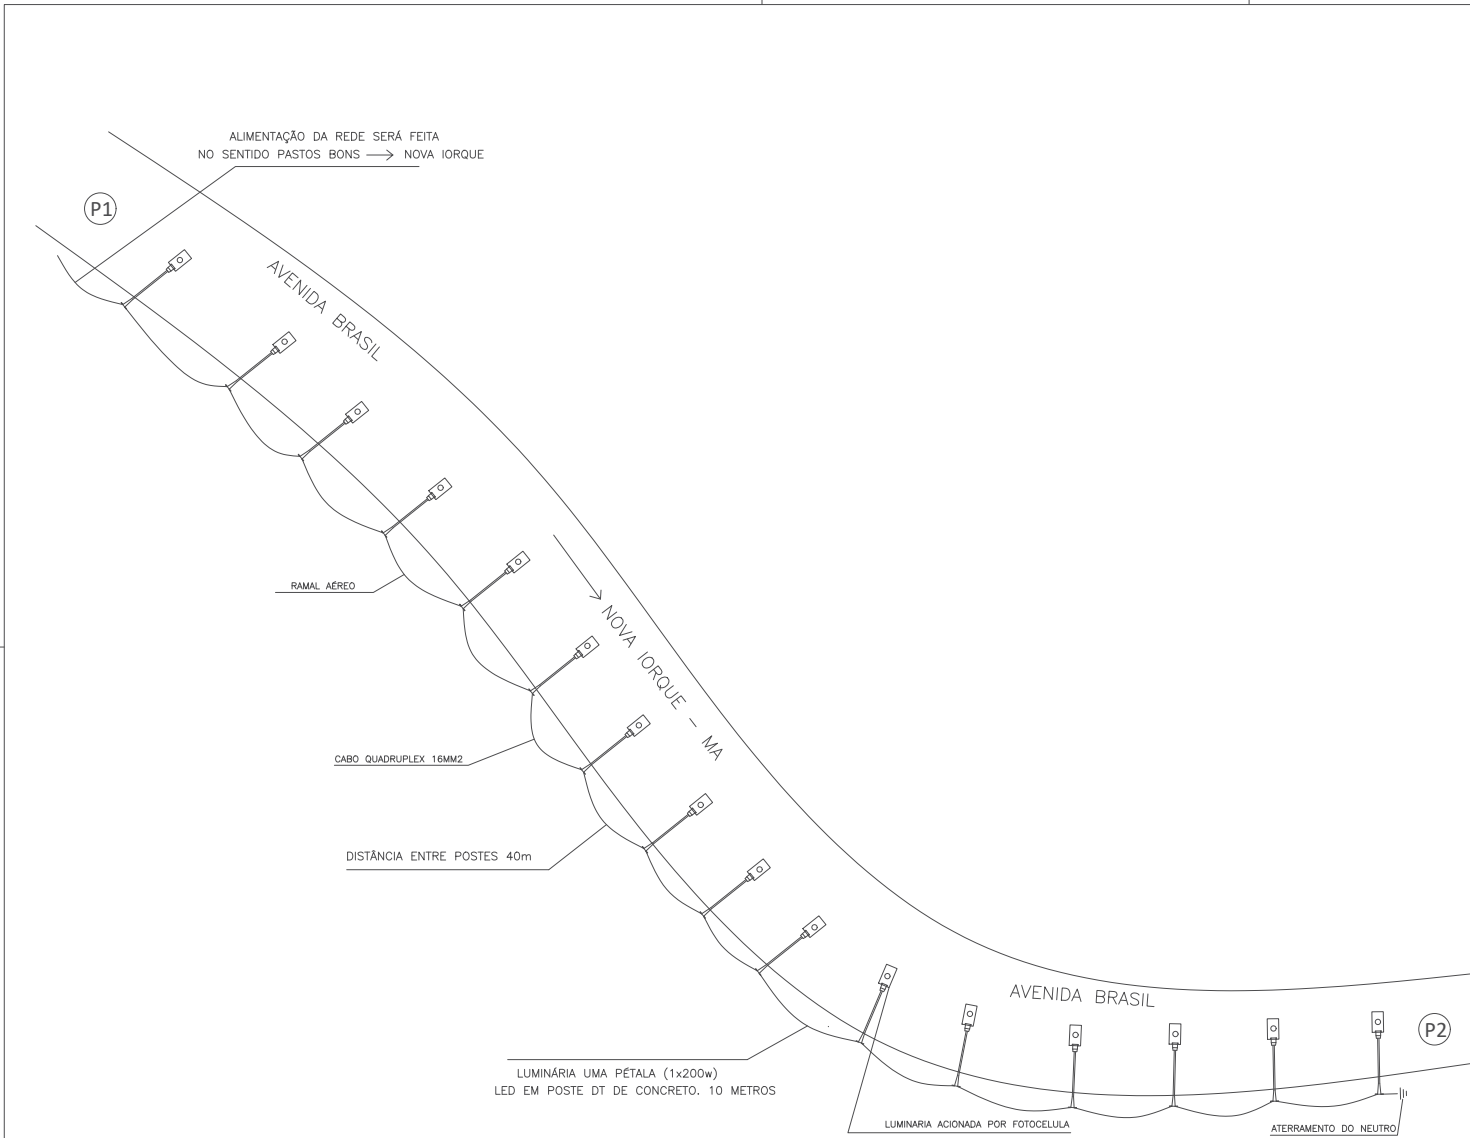 ALIMENTAÇÃO DA REDE SERÁ FEITA
NO SENTIDO PASTOS BONS → NOVA IORQUE
P1
AVENIDA BRASIL
RAMAL AÉREO
NOVA IORQUE - MA
CABO QUADRUPLEX 16MM2
DISTÂNCIA ENTRE POSTES 40m
AVENIDA BRASIL
P2
LUMINÁRIA UMA PÉTALA (1x200w)
LED EM POSTE DT DE CONCRETO. 10 METROS
LUMINARIA ACIONADA POR FOTOCELULA
ATERRAMENTO DO NEUTRO